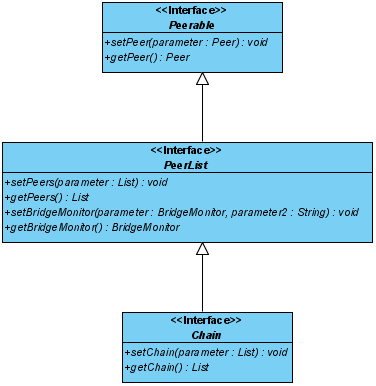 <<Interface>>
Peerable
+setPeer(parameter : Peer) : void
+getPeer() : Peer
<<Interface>>
PeerList
+setPeers(parameter : List) : void
+getPeers() : List
+setBridgeMonitor(parameter : BridgeMonitor, parameter2 : String) : void
+getBridgeMonitor() : BridgeMonitor
<<Interface>>
Chain
+setChain(parameter : List) : void
+getChain() : List